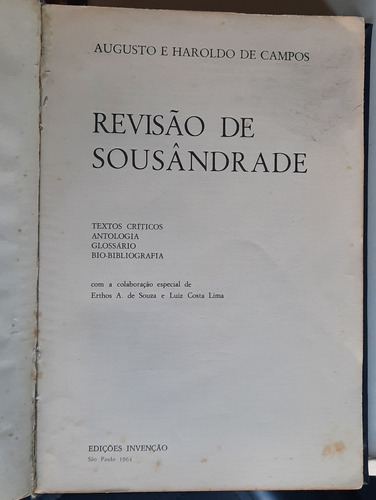 AUGUSTO E HAROLDO DE CAMPOS
REVISÃO DE
SOUSÂNDRADE
TEXTOS CRÍTICOS
ANTOLOGIA
GLOSSÁRIO
BIO-BIBLIOGRAFIA
com a colaboração especial de
Erthos A. de Souza e Luiz Costa Lima
EDIÇÕES INVENÇÃO
São Paulo 1964